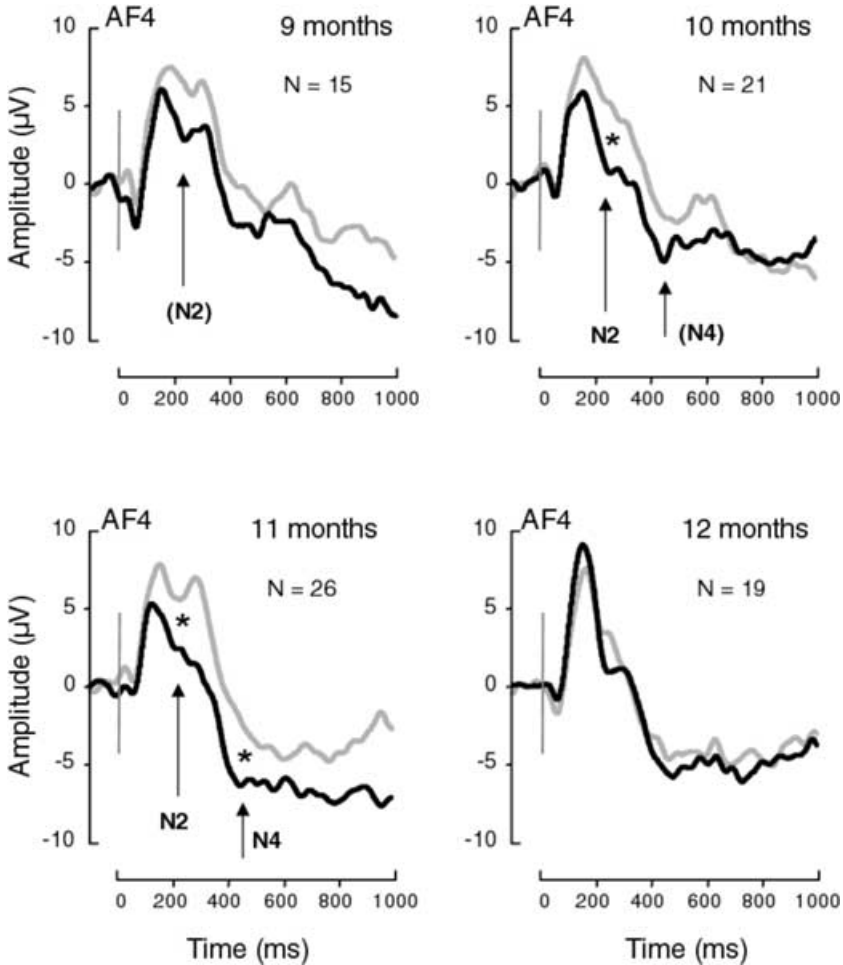 AF4
9 months
N = 15
Amplitude (µV)
10
5
0
-5
-10
(N2)
0 200 400 600 800 1000
AF4
10 months
N = 21
10
5
0
-5
-10
*
N2
(N4)
0 200 400 600 800 1000
AF4
11 months
N = 26
Amplitude (µV)
10
5
0
-5
-10
*
*
N2
N4
0 200 400 600 800 1000
Time (ms)
AF4
12 months
N = 19
10
5
0
-5
-10
0 200 400 600 800 1000
Time (ms)